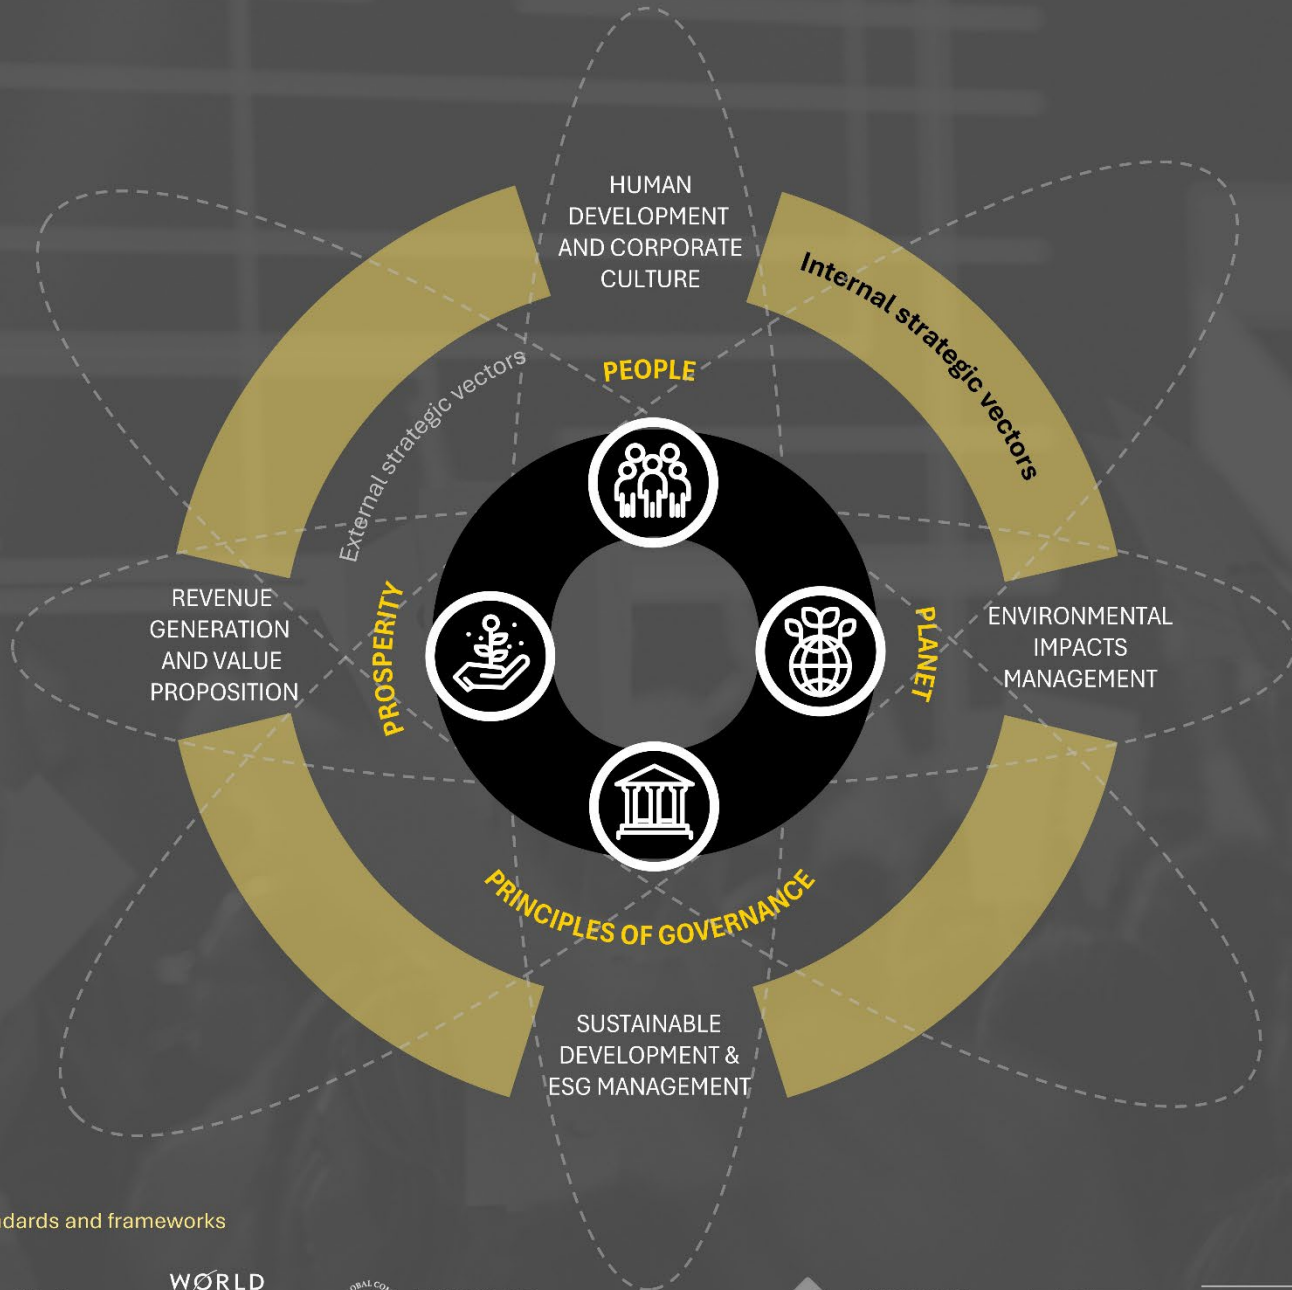 HUMAN
DEVELOPMENT
AND CORPORATE
CULTURE
Internal strategic vectors
External strategic vectors
PEOPLE
REVENUE
GENERATION
AND VALUE
PROPOSITION
PROSPERITY
PLANET
ENVIRONMENTAL
IMPACTS
MANAGEMENT
PRINCIPLES OF GOVERNANCE
SUSTAINABLE
DEVELOPMENT &
ESG MANAGEMENT
and frameworks
WORLD